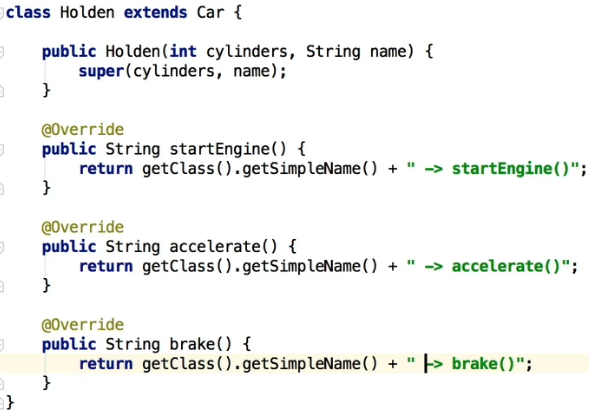 class Holden extends Car {
public Holden(int cylinders, String name) {
super(cylinders, name);
}
@Override
public String startEngine() {
return getClass().getSimpleName() + " -> startEngine()";
}
@Override
public String accelerate() {
return getClass().getSimpleName() + " -> accelerate()";
}
@Override
public String brake() {
return getClass().getSimpleName() + " -> brake()";
}
}